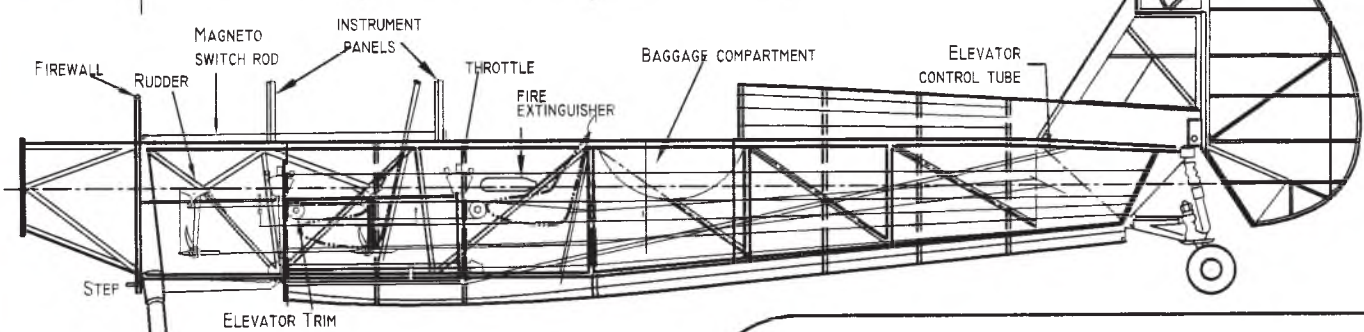 INSTRUMENT
PANELS
MAGNETO
SWITCH ROD
FIREWALL
RUDDER
THROTTLE
FIRE
EXTINGUISHER
BAGGAGE COMPARTMENT
ELEVATOR
CONTROL TUBE
STEP
ELEVATOR TRIM